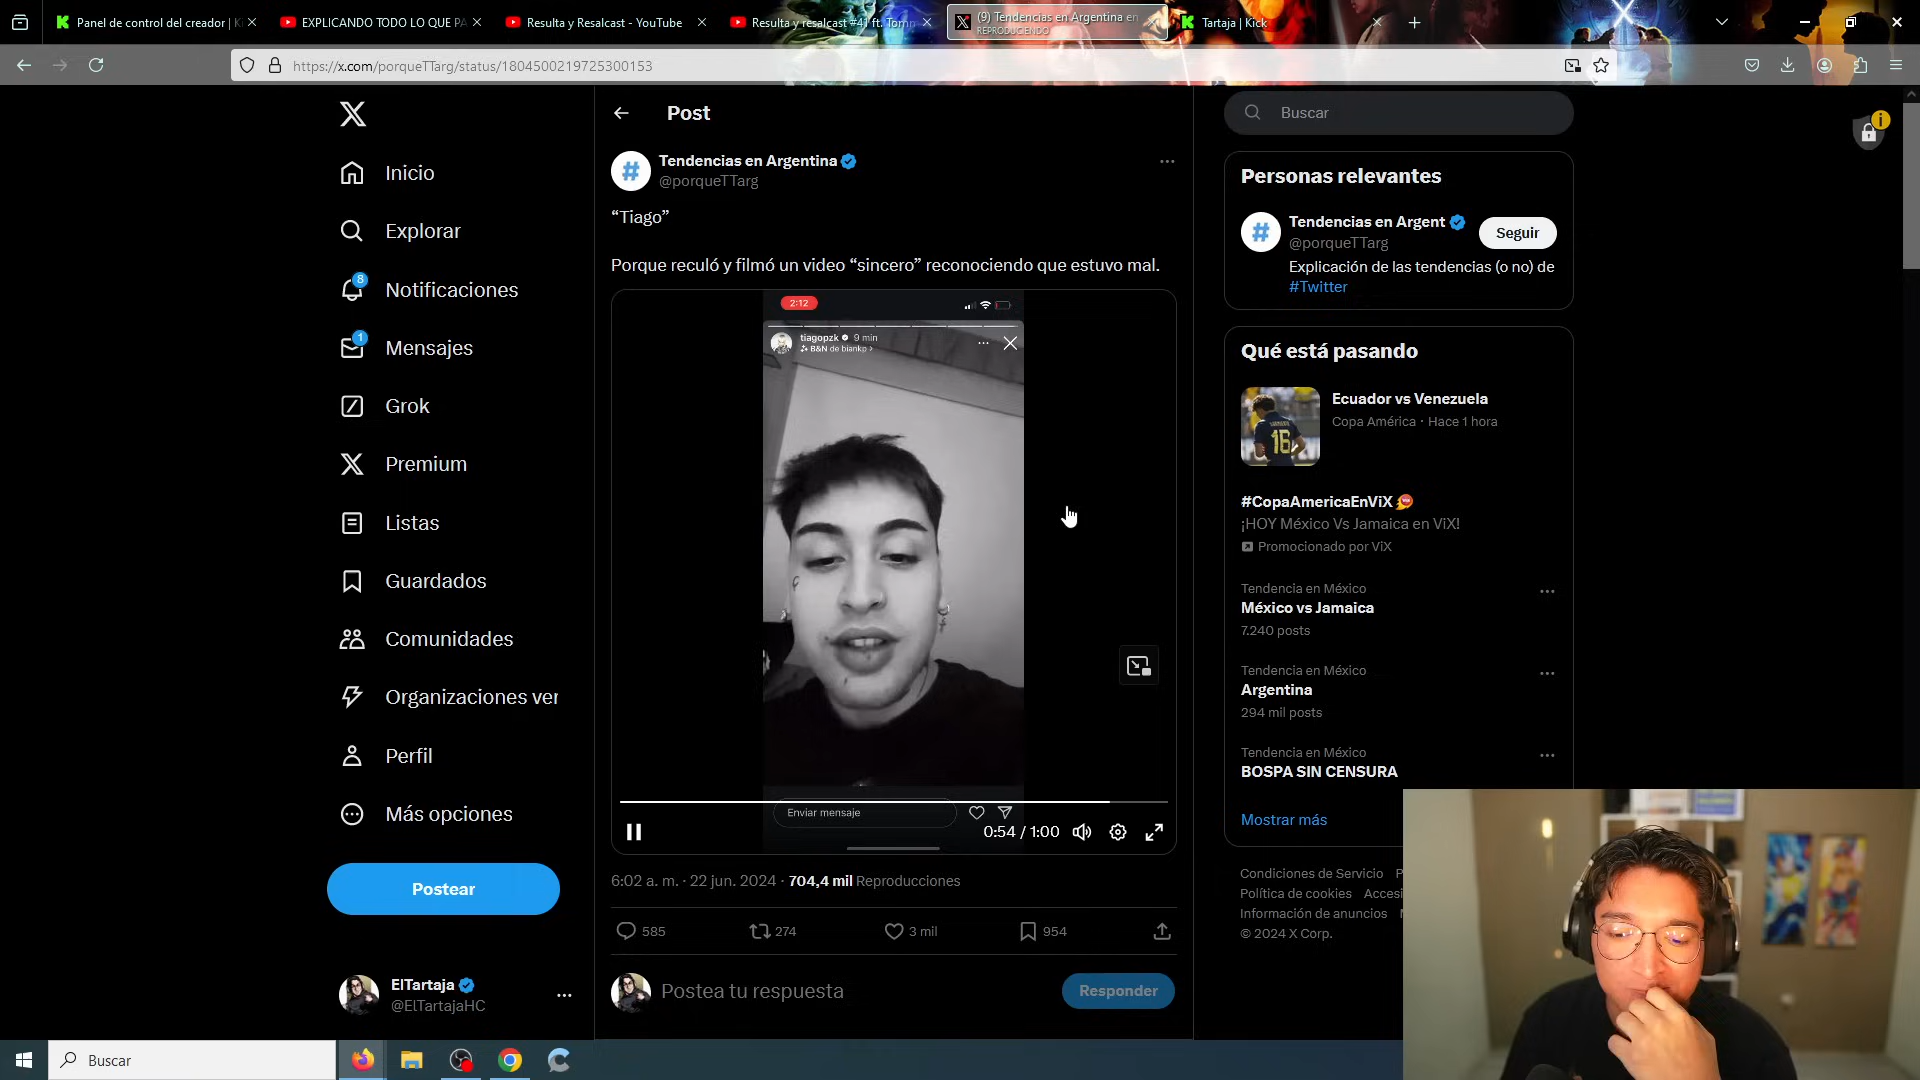 Panel de control del creador | Ki
EXPLICANDO TODO LO QUE PA
Resulta y Resalcast - YouTube
Resulta y resalcast #41 ft. Tomm
(9) Tendencias en Argentina en
REPRODUCIENDO
Tartaja | Kick
https://x.com/porqueTTarg/status/1804500219725300153
Inicio
Explorar
8
Notificaciones
1
Mensajes
Grok
Premium
Listas
Guardados
Comunidades
Organizaciones ver
Perfil
Más opciones
Postear
ElTartaja
@ElTartajaHC
Post
Tendencias en Argentina
@porqueTTarg
“Tiago”
Porque reculó y filmó un video “sincero” reconociendo que estuvo mal.
2:12
tiagopzk 9 min
B&N de bianko >
Enviar mensaje
0:54 / 1:00
6:02 a. m. · 22 jun. 2024 · 704,4 mil Reproducciones
585
274
3 mil
954
Postea tu respuesta
Responder
Buscar
Personas relevantes
Tendencias en Argent
@porqueTTarg
Seguir
Explicación de las tendencias (o no) de
#Twitter
Qué está pasando
16
Ecuador vs Venezuela
Copa América · Hace 1 hora
#CopaAmericaEnViX
¡HOY México Vs Jamaica en ViX!
Promocionado por ViX
Tendencia en México
México vs Jamaica
7.240 posts
Tendencia en México
Argentina
294 mil posts
Tendencia en México
BOSPA SIN CENSURA
Mostrar más
Condiciones de Servicio P
Política de cookies Accesi
Información de anuncios
© 2024 X Corp.
Buscar